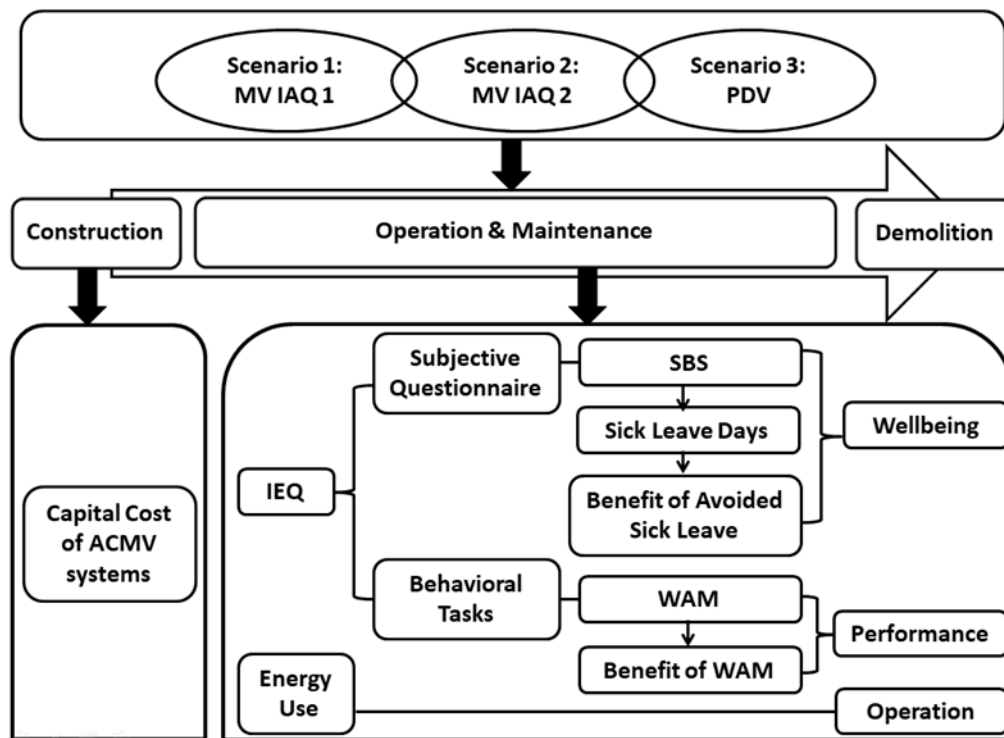 Scenario 1:
MV IAQ 1
Scenario 2:
MV IAQ 2
Scenario 3:
PDV
Construction
Operation & Maintenance
Demolition
Capital Cost
of ACMV
systems
IEQ
Subjective
Questionnaire
SBS
Sick Leave Days
Benefit of Avoided
Sick Leave
Wellbeing
Behavioral
Tasks
WAM
Benefit of WAM
Performance
Energy
Use
Operation